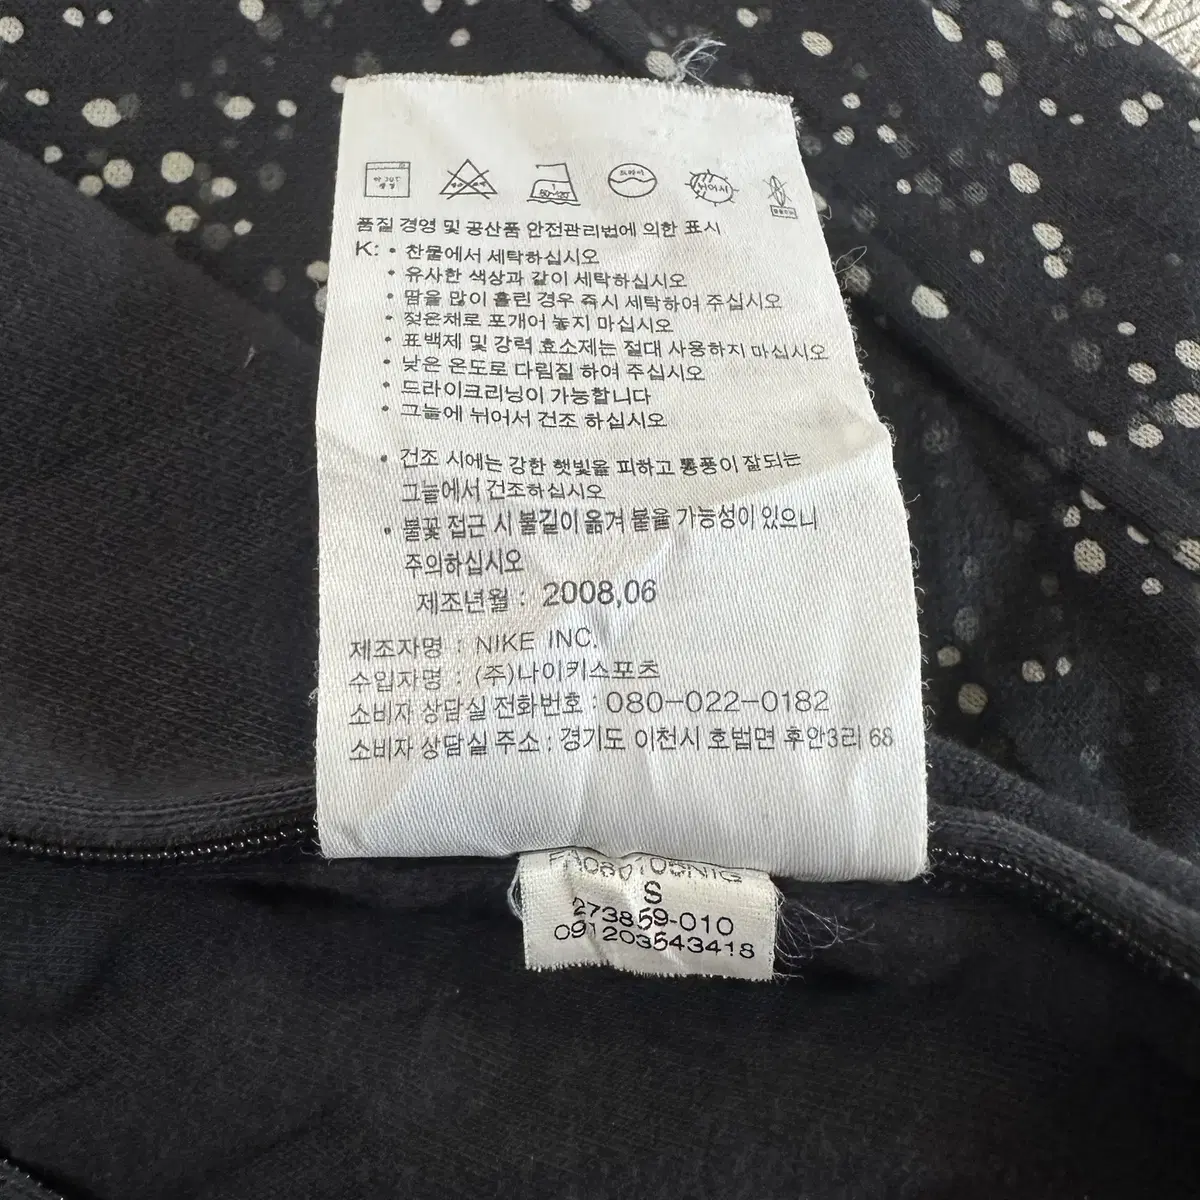 드라이
뉘어서
품질 경영 및 공산품 안전관리법에 의한 표시
K: • 찬물에서 세탁하십시오
• 유사한 색상과 같이 세탁하십시오
• 땀을 많이 흘린 경우 즉시 세탁하여 주십시오
• 젖은채로 포개어 놓지 마십시오
• 표백제 및 강력 효소제는 절대 사용하지 마십시오
• 낮은 온도로 다림질 하여 주십시오
• 드라이크리닝이 가능합니다
• 그늘에 뉘어서 건조 하십시오
• 건조 시에는 강한 햇빛을 피하고 통풍이 잘되는
그늘에서 건조하십시오
• 불꽃 접근 시 불길이 옮겨 붙을 가능성이 있으니
주의하십시오
제조년월 : 2008,06
제조자명 : NIKE INC.
수입자명 : (주)나이키스포츠
소비자 상담실 전화번호 : 080-022-0182
소비자 상담실 주소 : 경기도 이천시 호법면 후안3리 68
S
273859-010
091203543418